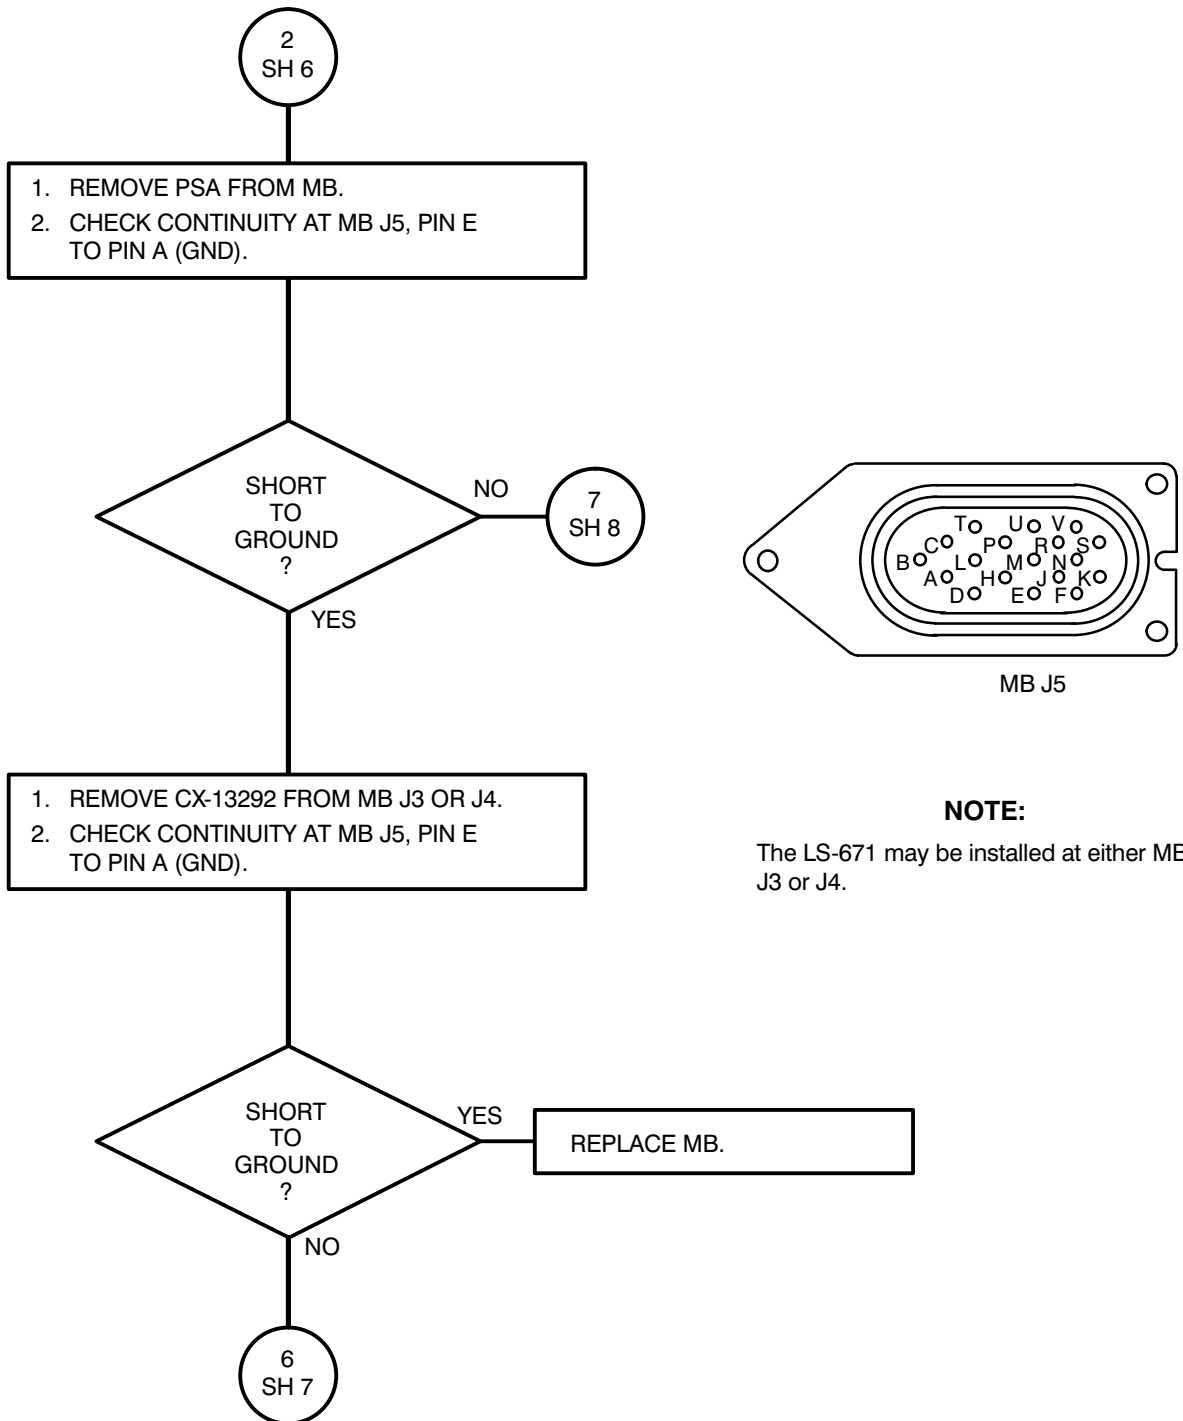 2
SH 6
1. REMOVE PSA FROM MB.
2. CHECK CONTINUITY AT MB J5, PIN E
TO PIN A (GND).
SHORT
TO
GROUND
?
NO
7
SH 8
YES
T U V
C P R S
B L M N
A H J K
D E F
MB J5
1. REMOVE CX-13292 FROM MB J3 OR J4.
2. CHECK CONTINUITY AT MB J5, PIN E
TO PIN A (GND).
NOTE:
The LS-671 may be installed at either MB
J3 or J4.
SHORT
TO
GROUND
?
YES
REPLACE MB.
NO
6
SH 7